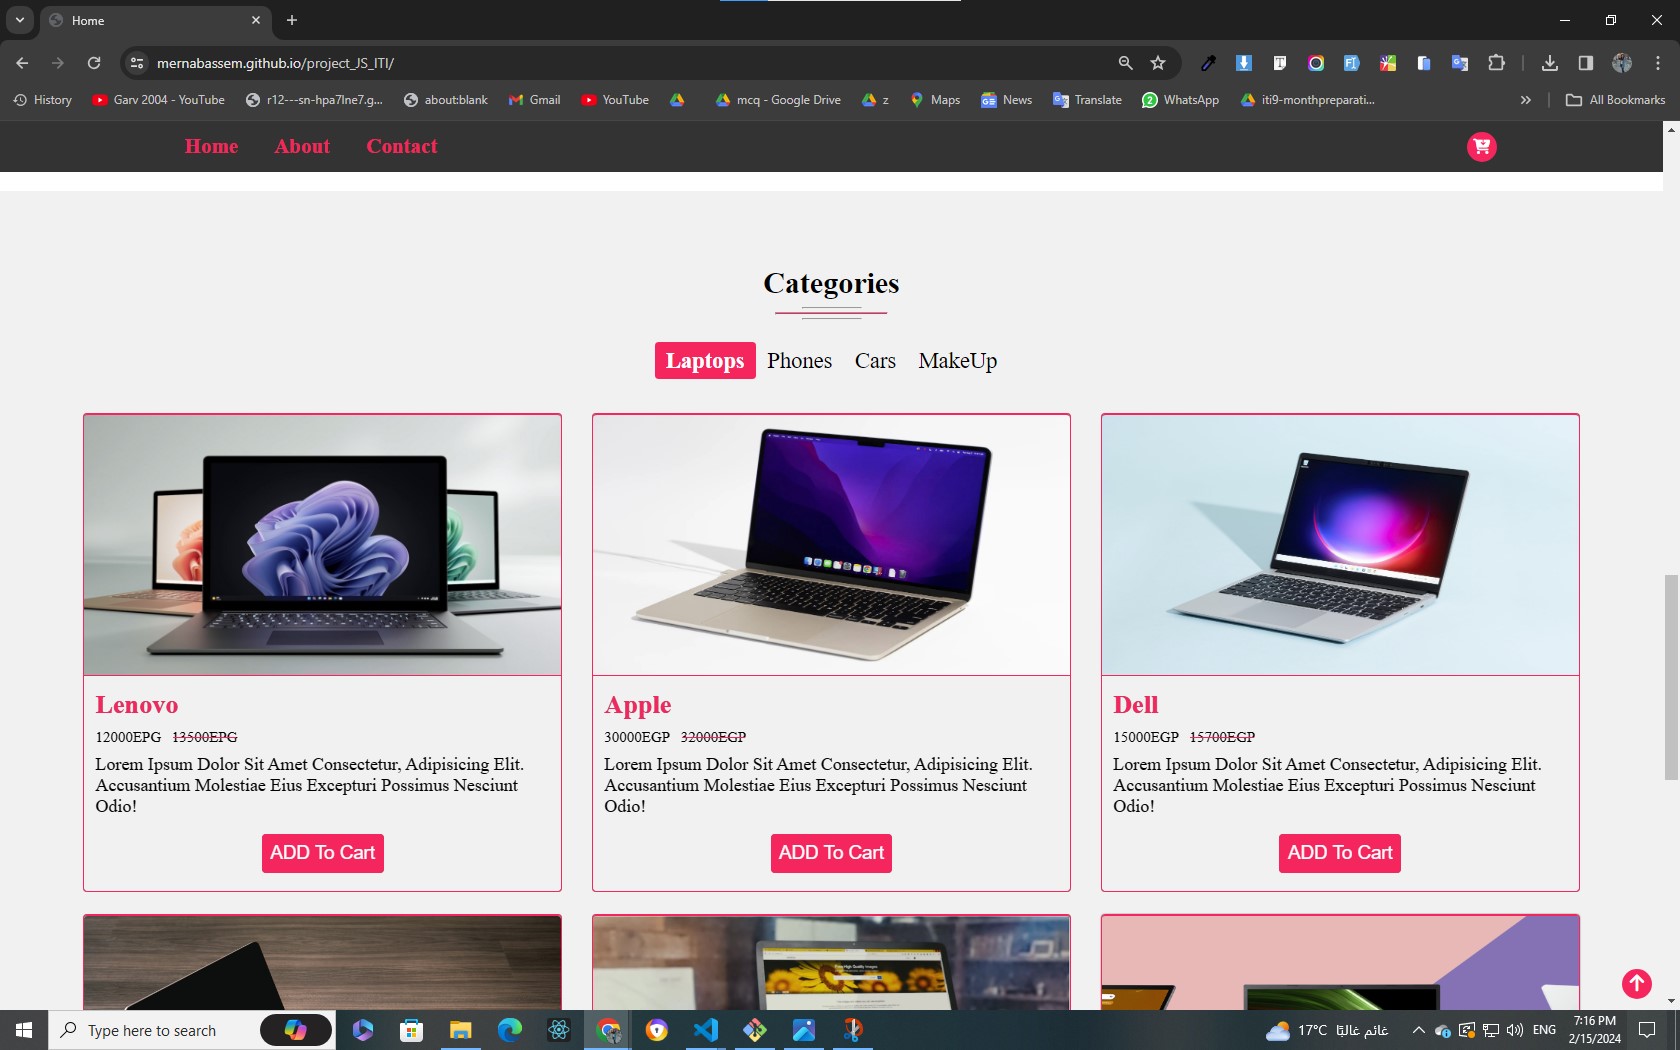 Home
mernabassem.github.io/project_JS_ITI/
History
Garv 2004 - YouTube
r12---sn-hpa7lne7.g...
about:blank
Gmail
YouTube
mcq - Google Drive
z
Maps
News
Translate
WhatsApp
iti9-monthpreparati...
All Bookmarks
Home About Contact
Categories
Laptops Phones Cars MakeUp
Lenovo
12000EPG 13500EPG
Lorem Ipsum Dolor Sit Amet Consectetur, Adipisicing Elit.
Accusantium Molestiae Eius Excepturi Possimus Nesciunt
Odio!
ADD To Cart
Apple
30000EGP 32000EGP
Lorem Ipsum Dolor Sit Amet Consectetur, Adipisicing Elit.
Accusantium Molestiae Eius Excepturi Possimus Nesciunt
Odio!
ADD To Cart
Dell
15000EGP 15700EGP
Lorem Ipsum Dolor Sit Amet Consectetur, Adipisicing Elit.
Accusantium Molestiae Eius Excepturi Possimus Nesciunt
Odio!
ADD To Cart
Type here to search
17°C غائم غالبًا
ENG
7:16 PM
2/15/2024